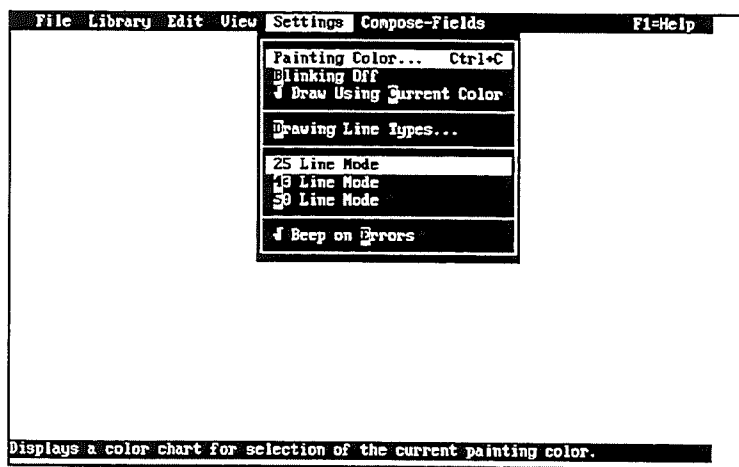 File Library Edit View Settings Compose-Fields F1=Help
Painting Color... Ctrl+C
Blinking Off
√ Draw Using Current Color
Drawing Line Types...
25 Line Mode
43 Line Mode
50 Line Mode
√ Beep on Errors
Displays a color chart for selection of the current painting color.